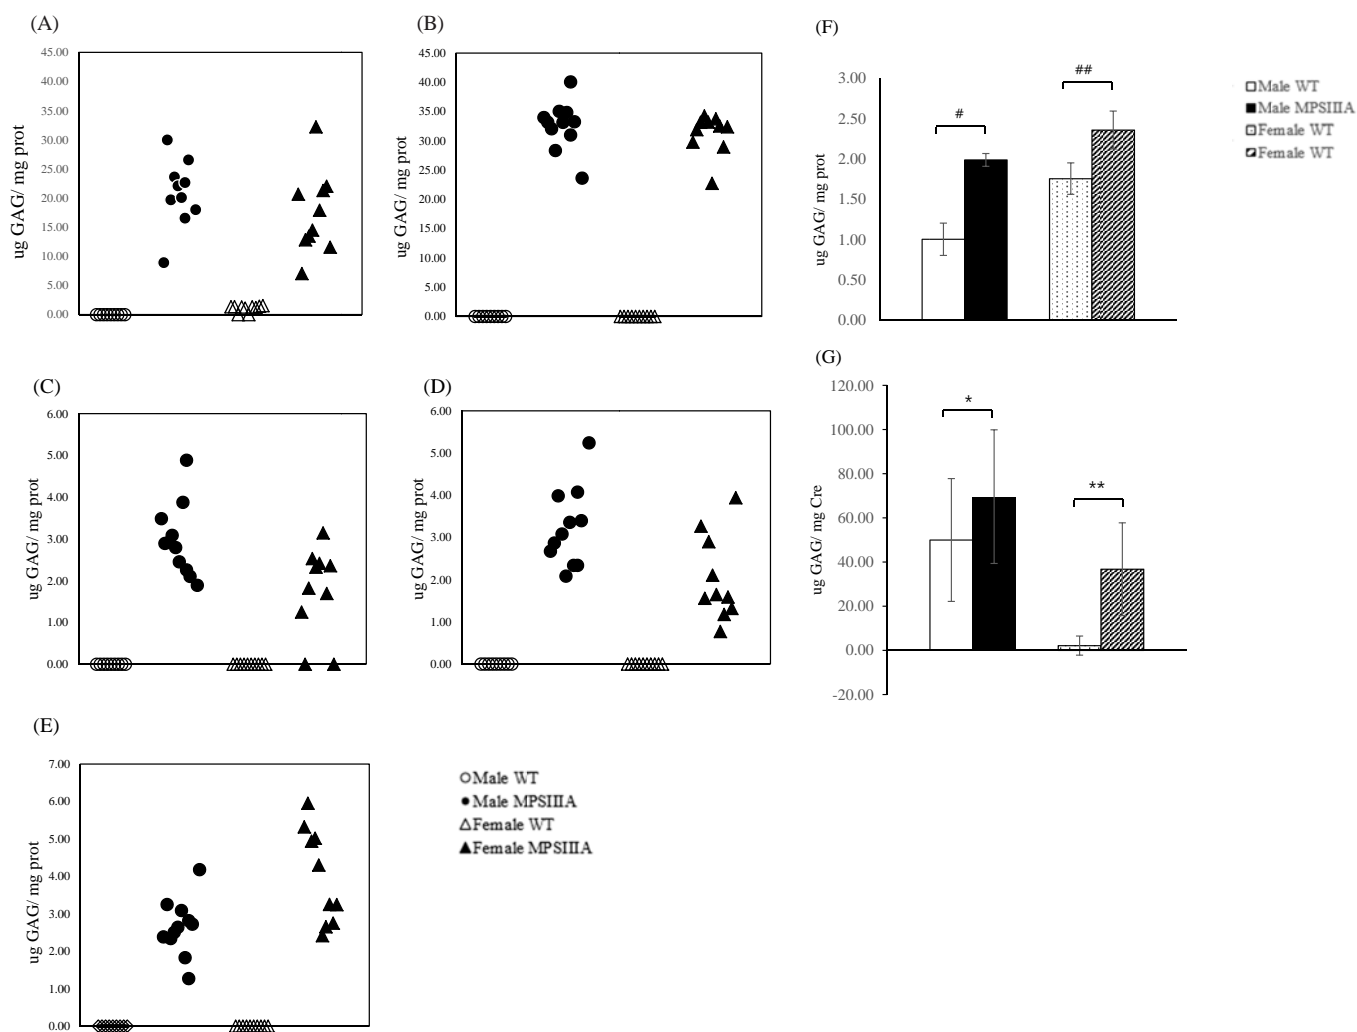 (A)
45.00
40.00
35.00
30.00
25.00
20.00
15.00
10.00
5.00
0.00
ug GAG/ mg prot
(B)
45.00
40.00
35.00
30.00
25.00
20.00
15.00
10.00
5.00
0.00
ug GAG/ mg prot
(F)
3.00
2.50
2.00
1.50
1.00
0.50
0.00
ug GAG/ mg prot
#
##
Male WT
Male MPSIIIA
Female WT
Female WT
(C)
6.00
5.00
4.00
3.00
2.00
1.00
0.00
ug GAG/ mg prot
(D)
6.00
5.00
4.00
3.00
2.00
1.00
0.00
ug GAG/ mg prot
(G)
120.00
100.00
80.00
60.00
40.00
20.00
0.00
-20.00
ug GAG/ mg Cre
*
**
(E)
7.00
6.00
5.00
4.00
3.00
2.00
1.00
0.00
ug GAG/ mg prot
Male WT
Male MPSIIIA
Female WT
Female MPSIIIA